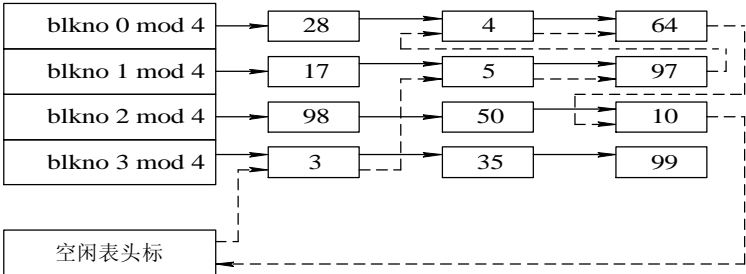 blkno 0 mod 4 28 4 64
blkno 1 mod 4 17 5 97
blkno 2 mod 4 98 50 10
blkno 3 mod 4 3 35 99
空闲表头标